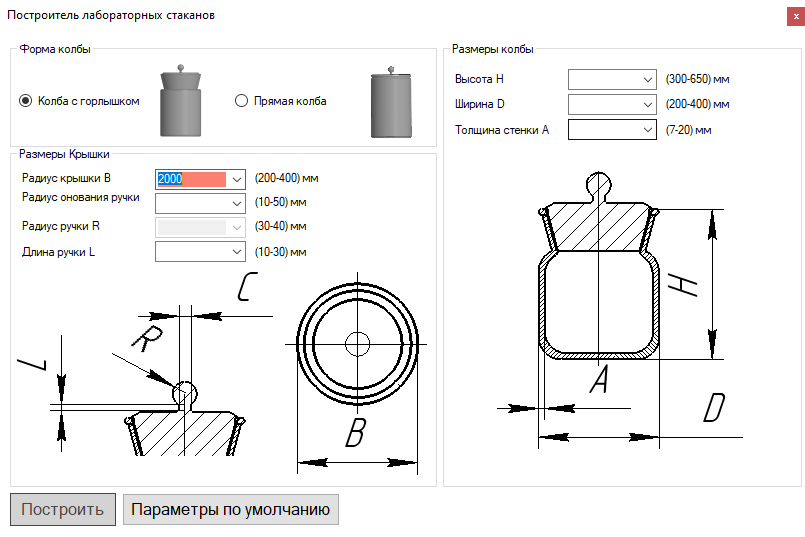 Построитель лабораторных стаканов
x
Форма колбы
Колба с горлышком
Прямая колба
Размеры Крышки
Радиус крышки B
2000
(200-400) мм
Радиус онования ручки
(10-50) мм
Радиус ручки R
(30-40) мм
Длина ручки L
(10-30) мм
C
R
L
B
Размеры колбы
Высота H
(300-650) мм
Ширина D
(200-400) мм
Толщина стенки A
(7-20) мм
H
A
D
Построить
Параметры по умолчанию